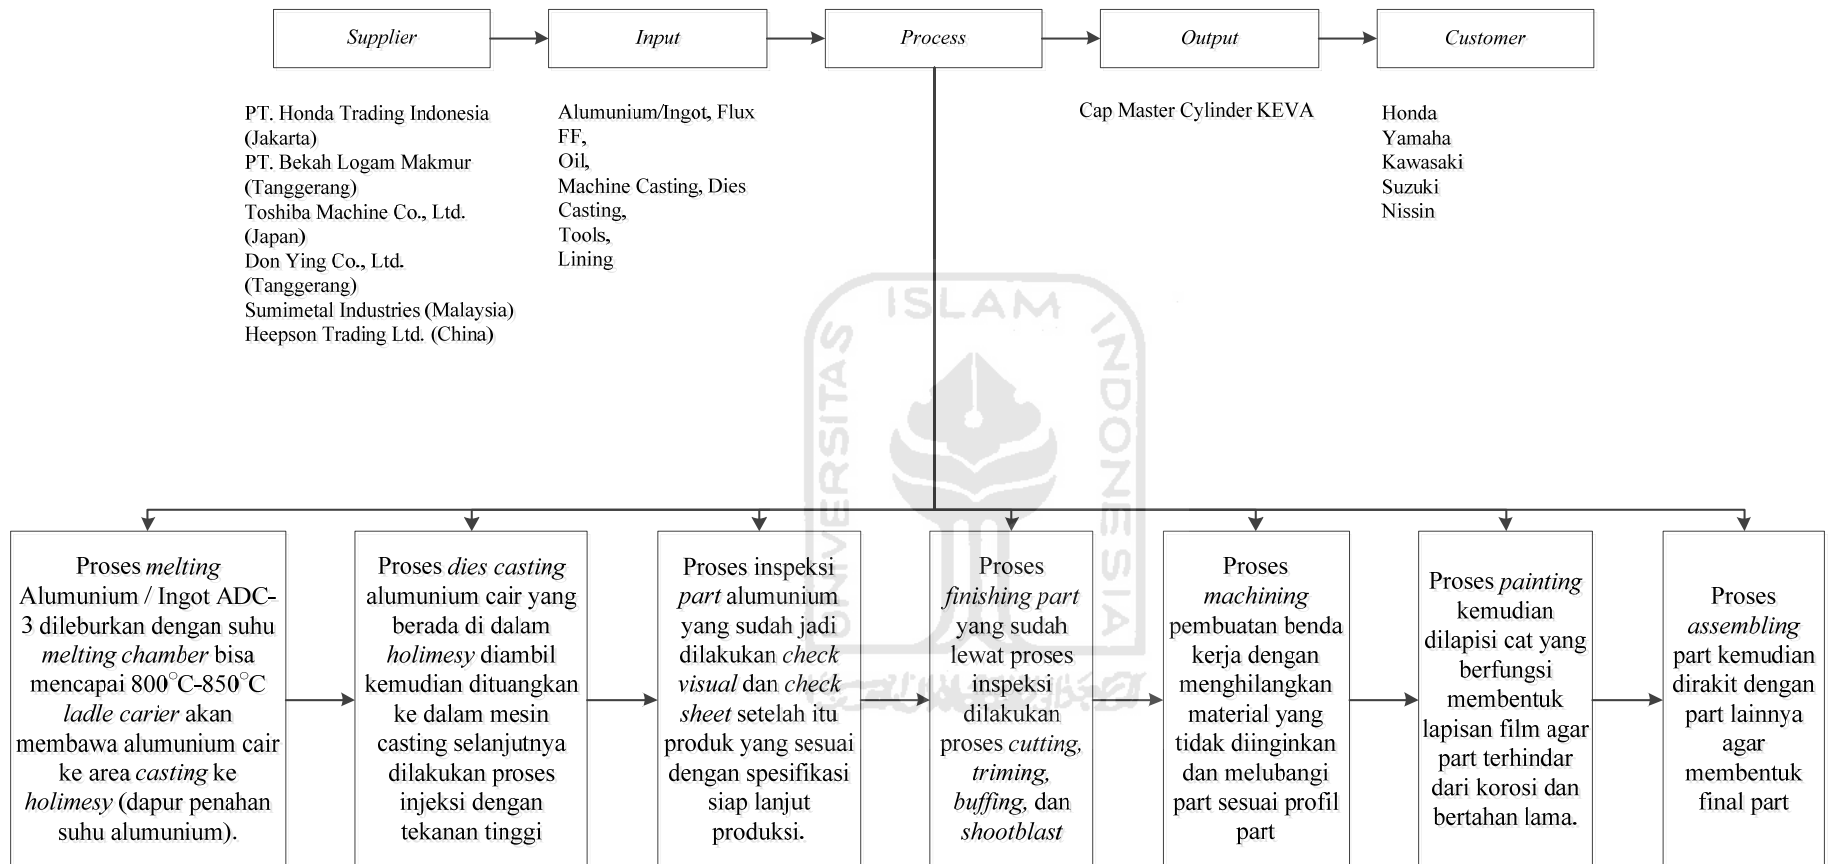 Supplier
Input
Process
Output
Customer
PT. Honda Trading Indonesia
(Jakarta)
PT. Bekah Logam Makmur
(Tanggerang)
Toshiba Machine Co., Ltd.
(Japan)
Don Ying Co., Ltd.
(Tanggerang)
Sumimetal Industries (Malaysia)
Heepson Trading Ltd. (China)
Alumunium/Ingot, Flux
FF,
Oil,
Machine Casting, Dies
Casting,
Tools,
Lining
Cap Master Cylinder KEVA
Honda
Yamaha
Kawasaki
Suzuki
Nissin
UNIVERSITAS
ISLAM
INDONESIA
Proses melting
Alumunium / Ingot ADC-
3 dileburkan dengan suhu
melting chamber bisa
mencapai 800°C-850°C
ladle carier akan
membawa alumunium cair
ke area casting ke
holimesy (dapur penahan
suhu alumunium).
Proses dies casting
alumunium cair yang
berada di dalam
holimesy diambil
kemudian dituangkan
ke dalam mesin
casting selanjutnya
dilakukan proses
injeksi dengan
tekanan tinggi
Proses inspeksi
part alumunium
yang sudah jadi
dilakukan check
visual dan check
sheet setelah itu
produk yang sesuai
dengan spesifikasi
siap lanjut
produksi.
Proses
finishing part
yang sudah
lewat proses
inspeksi
dilakukan
proses cutting,
triming,
buffing, dan
shootblast
Proses
machining
pembuatan benda
kerja dengan
menghilangkan
material yang
tidak diinginkan
dan melubangi
part sesuai profil
part
Proses painting
kemudian
dilapisi cat yang
berfungsi
membentuk
lapisan film agar
part terhindar
dari korosi dan
bertahan lama.
Proses
assembling
part kemudian
dirakit dengan
part lainnya
agar
membentuk
final part